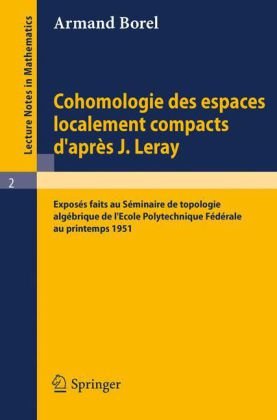 Armand Borel
Lecture Notes in Mathematics
Cohomologie des espaces
localement compacts
d'après J. Leray
2
Exposés faits au Séminaire de topologie
algébrique de l'Ecole Polytechnique Fédérale
au printemps 1951
Springer